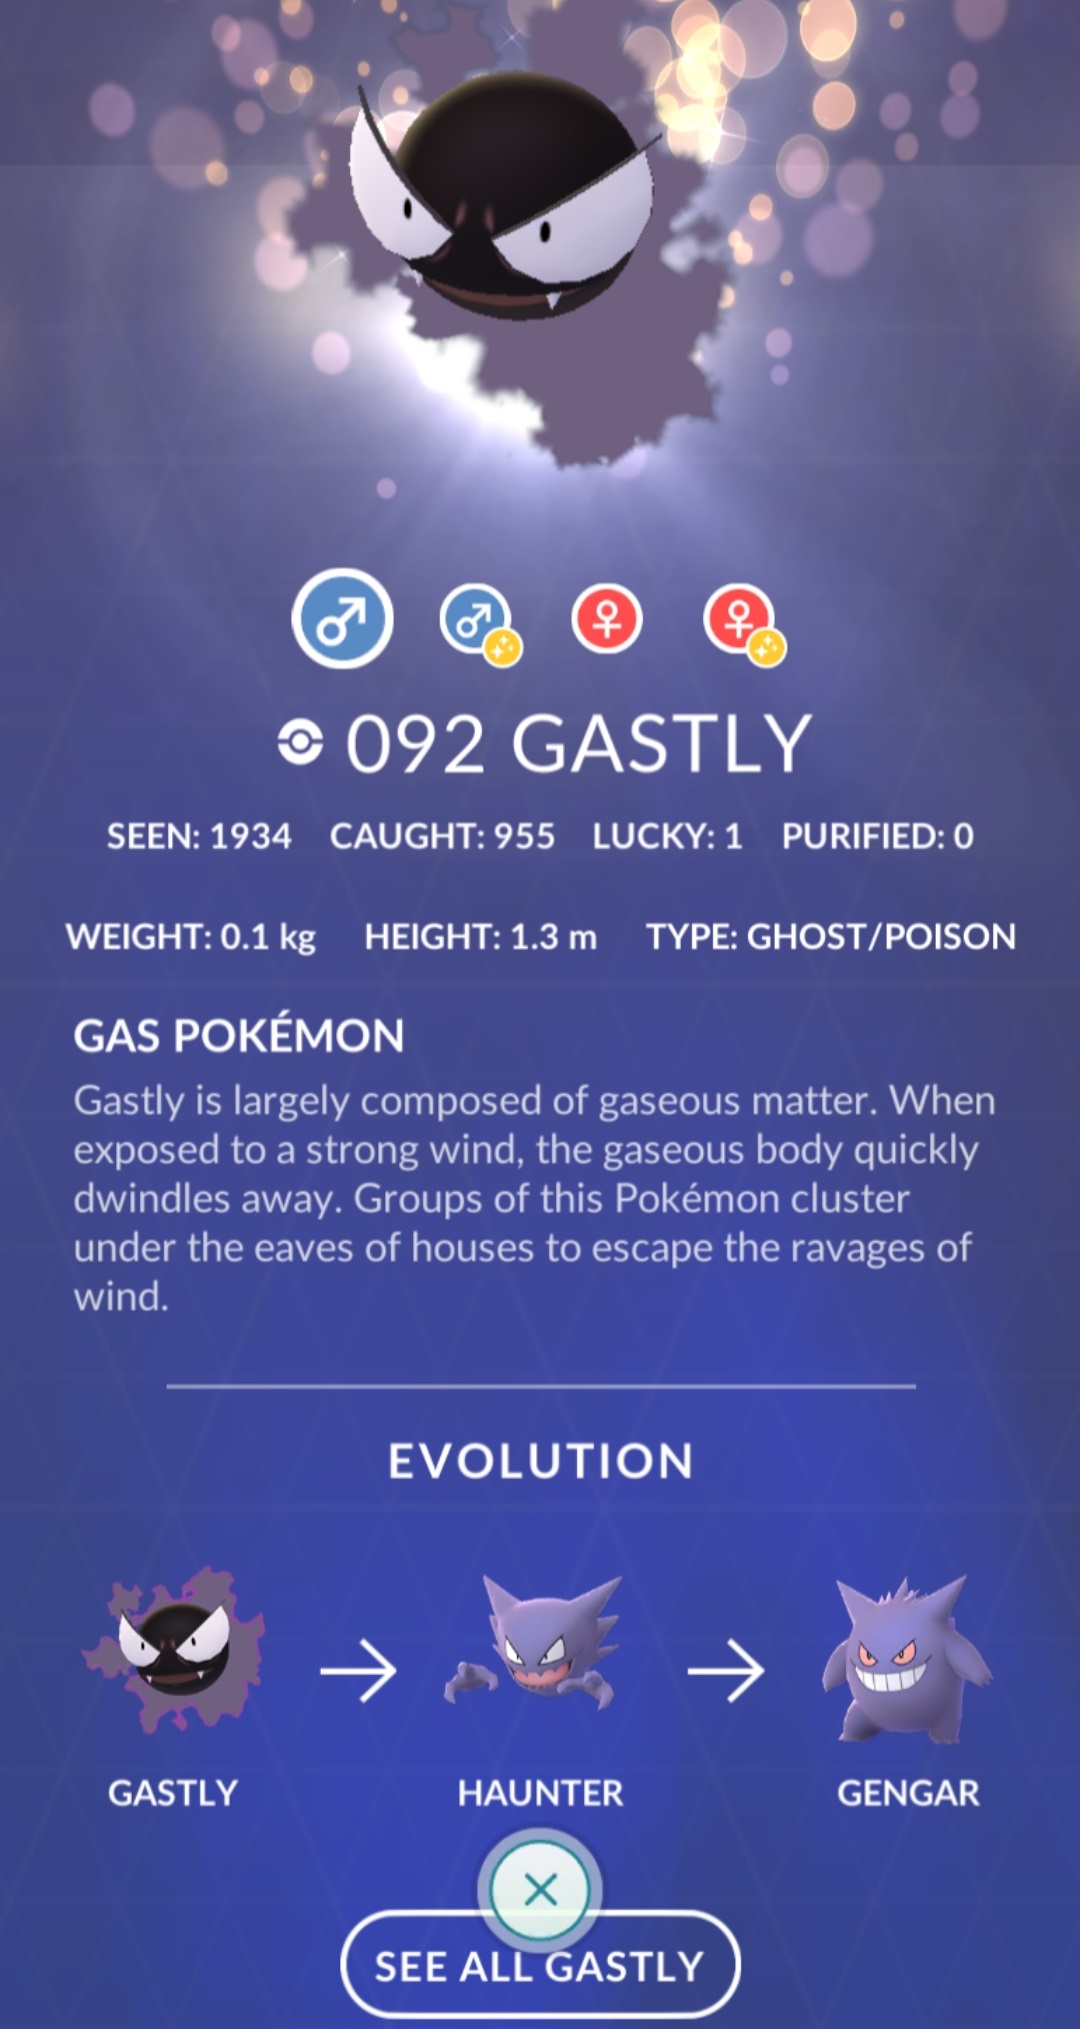 092 GASTLY
SEEN: 1934 CAUGHT: 955 LUCKY: 1 PURIFIED: 0
WEIGHT: 0.1 kg HEIGHT: 1.3 m TYPE: GHOST/POISON
GAS POKÉMON
Gastly is largely composed of gaseous matter. When
exposed to a strong wind, the gaseous body quickly
dwindles away. Groups of this Pokémon cluster
under the eaves of houses to escape the ravages of
wind.
EVOLUTION
GASTLY HAUNTER GENGAR
SEE ALL GASTLY